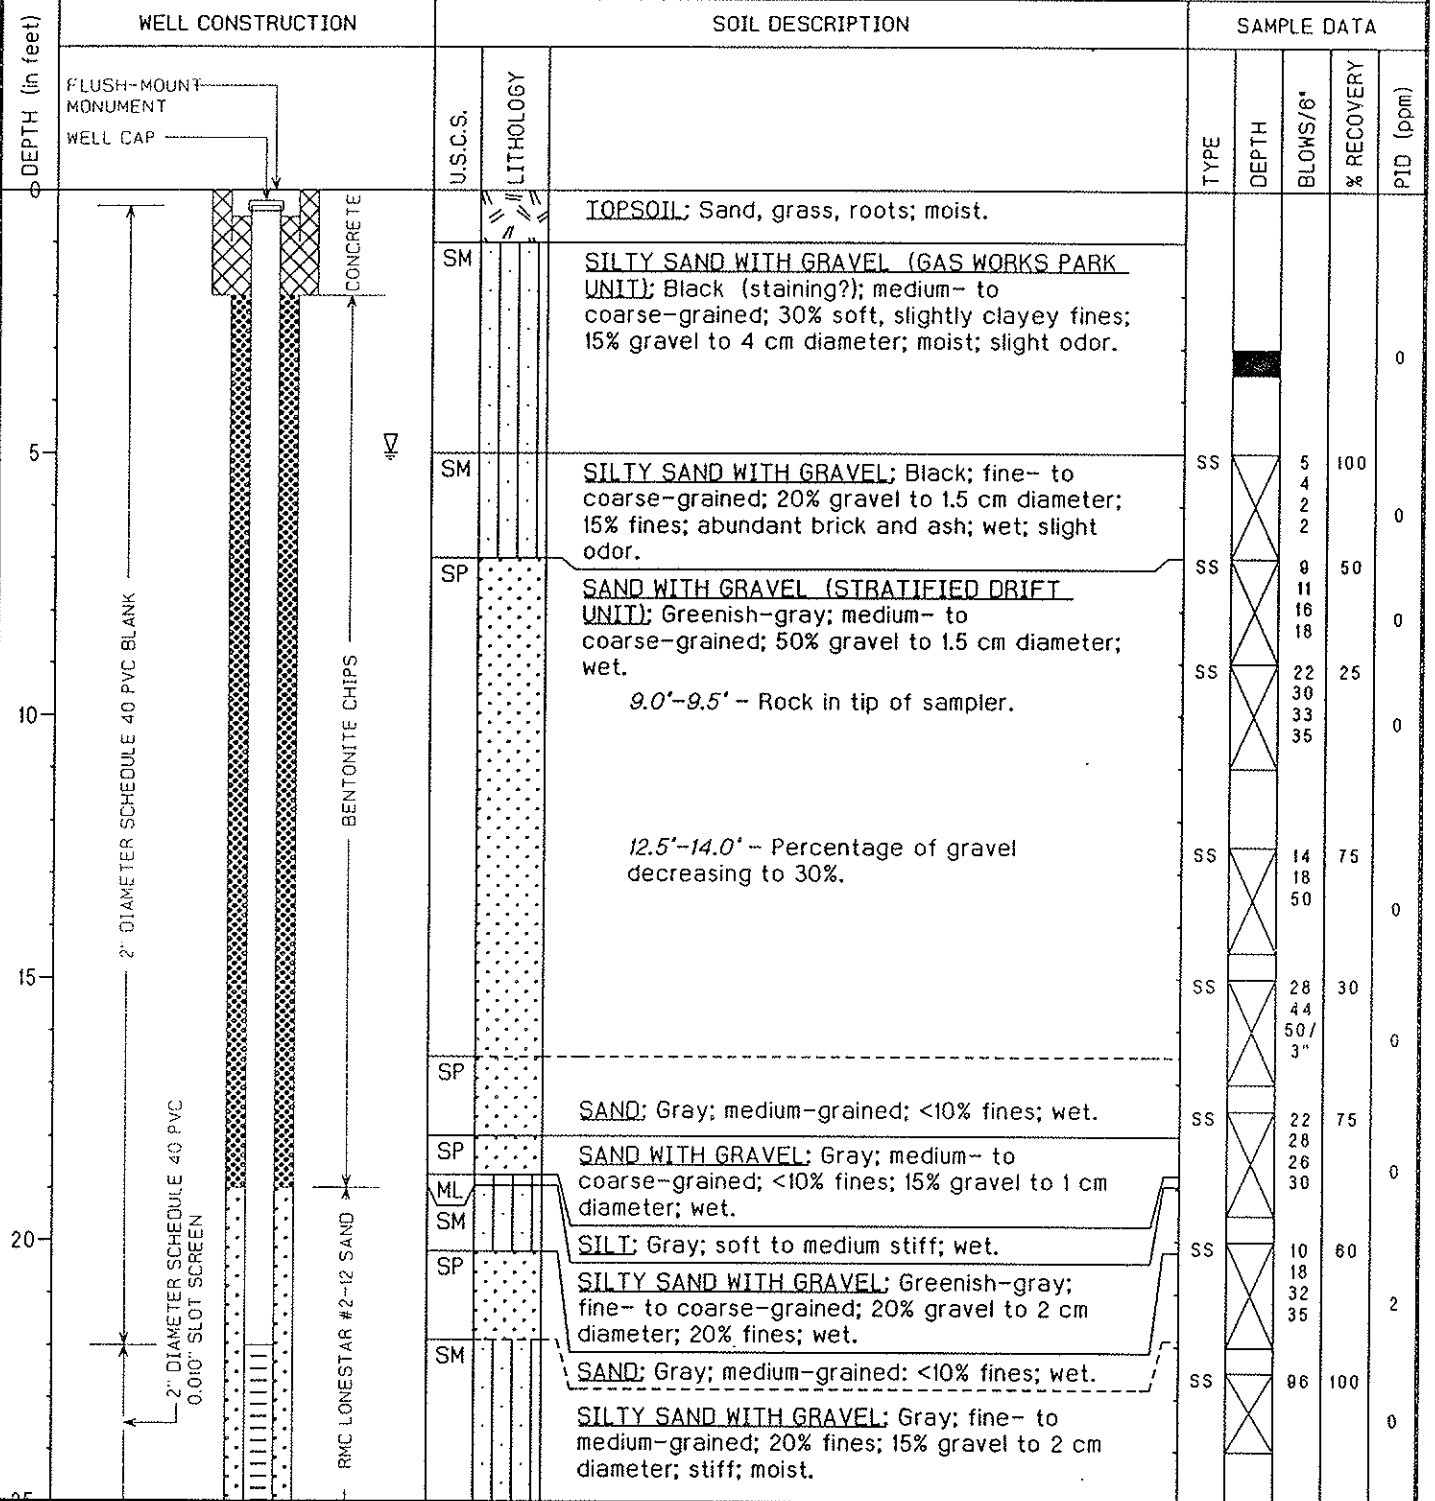 WELL CONSTRUCTION
SOIL DESCRIPTION
SAMPLE DATA
DEPTH (in feet)
FLUSH-MOUNT
MONUMENT
WELL CAP
U.S.C.S.
LITHOLOGY
TYPE
DEPTH
BLOWS/6"
% RECOVERY
PID (ppm)
0
5
10
15
20
2" DIAMETER SCHEDULE 40 PVC BLANK
2" DIAMETER SCHEDULE 40 PVC
0.010" SLOT SCREEN
CONCRETE
BENTONITE CHIPS
RMC LONESTAR #2-12 SAND
TOPSOIL; Sand, grass, roots; moist.
SM
SILTY SAND WITH GRAVEL (GAS WORKS PARK
UNIT); Black (staining?); medium- to
coarse-grained; 30% soft, slightly clayey fines;
15% gravel to 4 cm diameter; moist; slight odor.
0
SM
SILTY SAND WITH GRAVEL; Black; fine- to
coarse-grained; 20% gravel to 1.5 cm diameter;
15% fines; abundant brick and ash; wet; slight
odor.
SS
5
4
2
2
100
0
SP
SAND WITH GRAVEL (STRATIFIED DRIFT
UNIT); Greenish-gray; medium- to
coarse-grained; 50% gravel to 1.5 cm diameter;
wet.
SS
9
11
16
18
50
0
9.0'-9.5' - Rock in tip of sampler.
SS
22
30
33
35
25
0
12.5'-14.0' - Percentage of gravel
decreasing to 30%.
SS
14
18
50
75
0
SS
28
44
50/
3"
30
0
SP
SAND; Gray; medium-grained; <10% fines; wet.
SS
22
28
26
30
75
0
SP
SAND WITH GRAVEL; Gray; medium- to
coarse-grained; <10% fines; 15% gravel to 1 cm
diameter; wet.
ML
SILT; Gray; soft to medium stiff; wet.
SM
SILTY SAND WITH GRAVEL; Greenish-gray;
fine- to coarse-grained; 20% gravel to 2 cm
diameter; 20% fines; wet.
SS
10
18
32
35
60
2
SP
SAND; Gray; medium-grained: <10% fines; wet.
SM
SILTY SAND WITH GRAVEL; Gray; fine- to
medium-grained; 20% fines; 15% gravel to 2 cm
diameter; stiff; moist.
SS
96
100
0